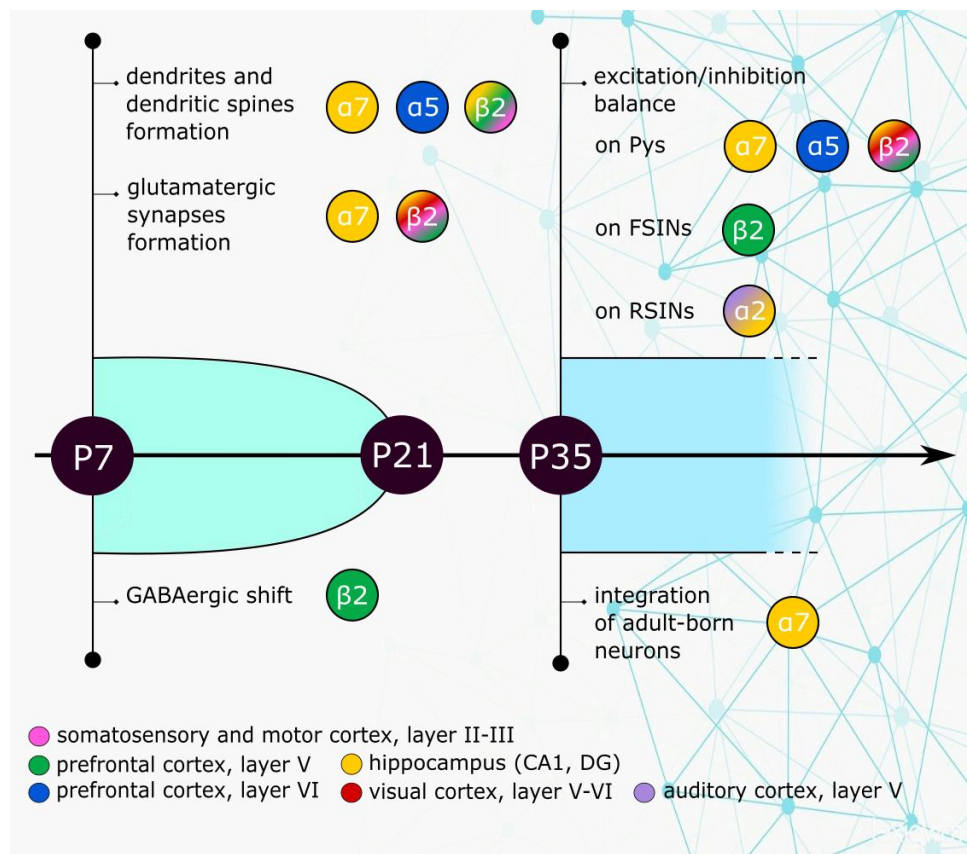 dendrites and
dendritic spines
formation
α7 α5 β2
glutamatergic
synapses
formation
α7 β2
excitation/inhibition
balance
on Pys α7 α5 β2
on FSINs β2
on RSINs α2
P7 P21 P35
GABAergic shift β2
integration
of adult-born
neurons
α7
somatosensory and motor cortex, layer II-III
prefrontal cortex, layer V hippocampus (CA1, DG)
prefrontal cortex, layer VI visual cortex, layer V-VI auditory cortex, layer V